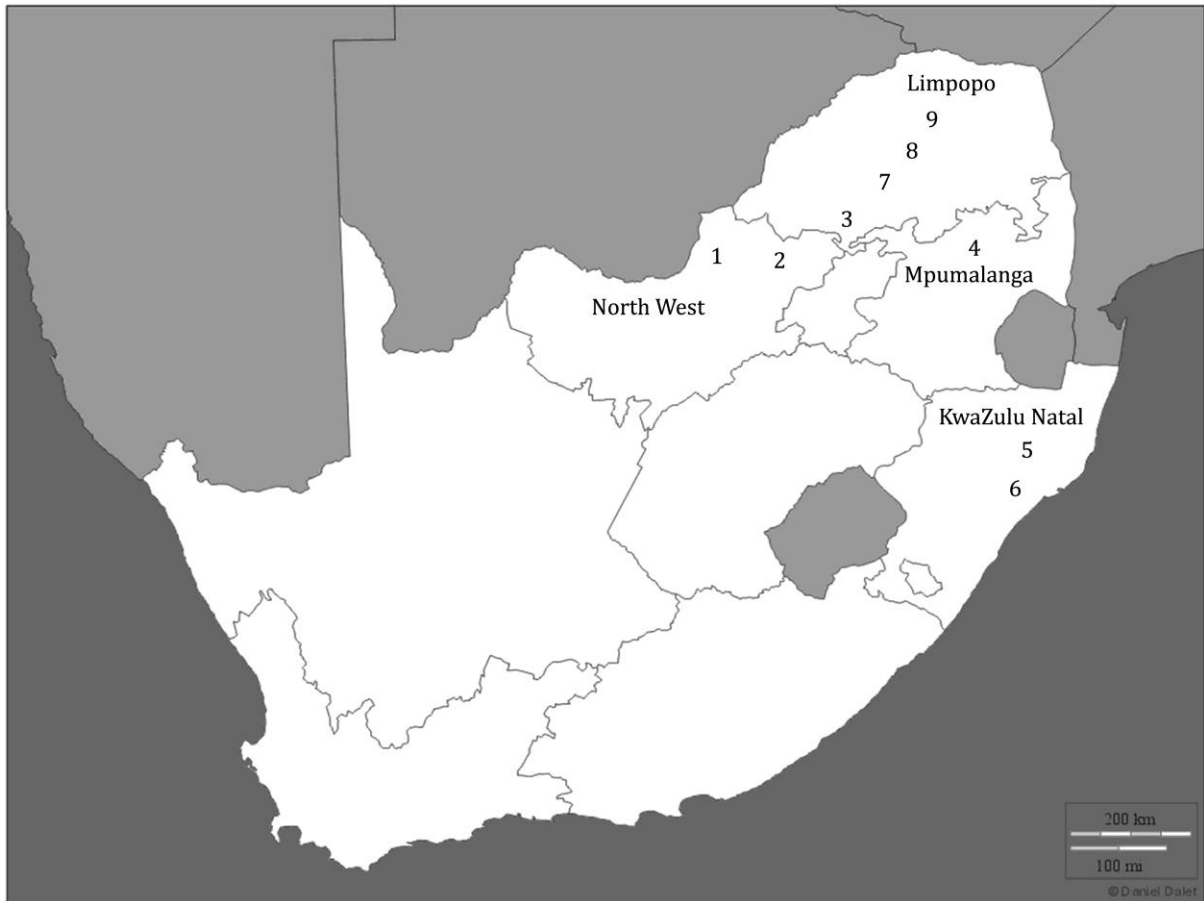 Limpopo
9
8
7
3
1
2
4
Mpumalanga
North West
KwaZulu Natal
5
6
200 km
100 mi
© Daniel Dalet